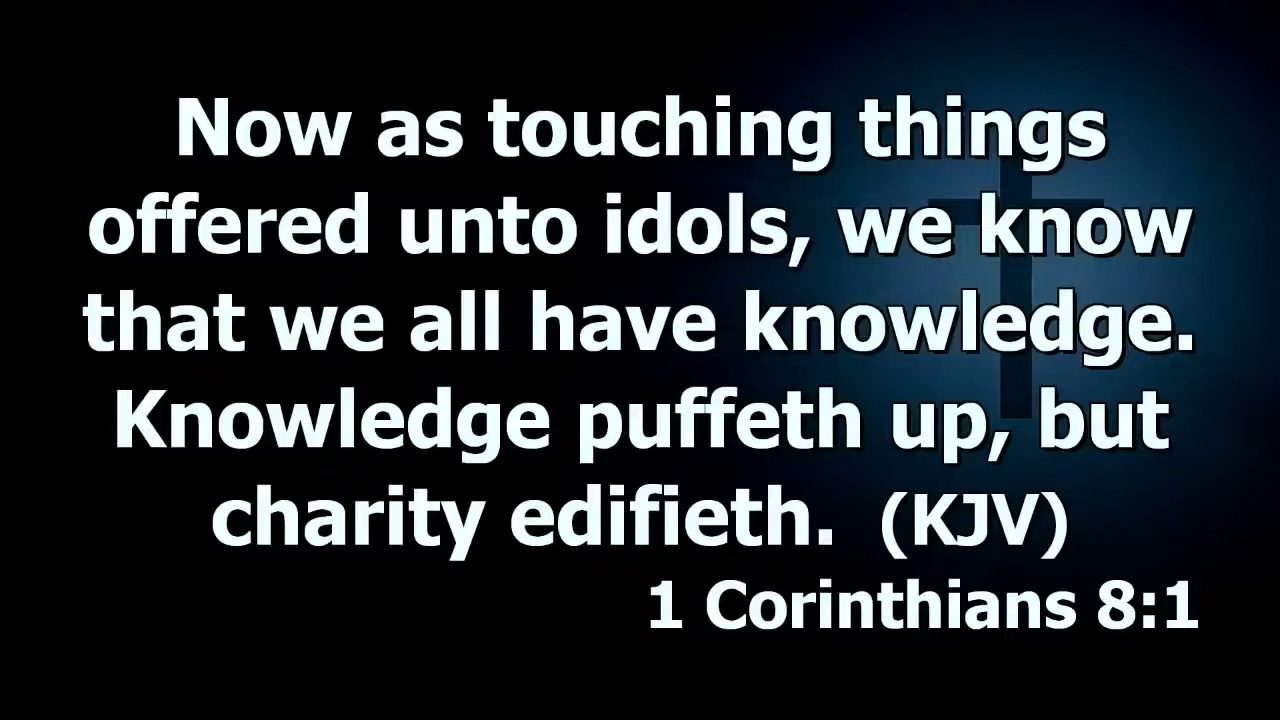 Now as touching things
offered unto idols, we know
that we all have knowledge.
Knowledge puffeth up, but
charity edifieth.  (KJV)
1 Corinthians 8:1